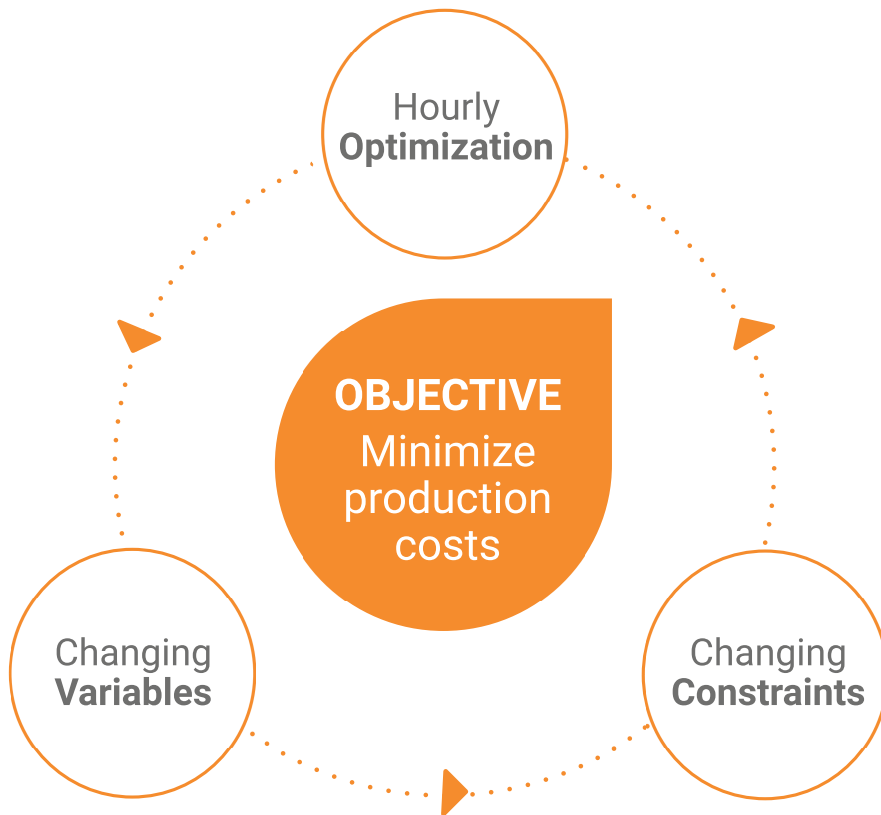 Hourly
Optimization
OBJECTIVE
Minimize
production
costs
Changing
Variables
Changing
Constraints